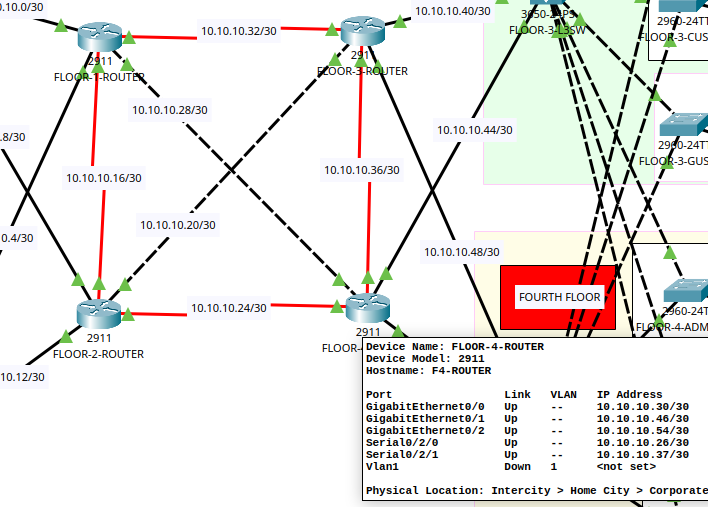 0.10.0/30
10.10.10.32/30
10.10.10.40/30
3650-24PS
FLOOR-3-L3SW
2960-24TT
FLOOR-3-CUS
2911
FLOOR-1-ROUTER
291
FLOOR-3-ROUTER
10.10.10.28/30
.8/30
10.10.10.44/30
2960-24TT
FLOOR-3-GUS
10.10.10.16/30
10.10.10.36/30
10.10.10.20/30
0.4/30
10.10.10.48/30
FOURTH FLOOR
2960-24T
FLOOR-4-ADM
10.10.10.24/30
2911
FLOOR-2-ROUTER
2911
FLOOR-4
10.12/30
Device Name: FLOOR-4-ROUTER
Device Model: 2911
Hostname: F4-ROUTER
Port Link VLAN IP Address
GigabitEthernet0/0 Up -- 10.10.10.30/30
GigabitEthernet0/1 Up -- 10.10.10.46/30
GigabitEthernet0/2 Up -- 10.10.10.54/30
Serial0/2/0 Up -- 10.10.10.26/30
Serial0/2/1 Up -- 10.10.10.37/30
Vlan1 Down 1 <not set>
Physical Location: Intercity > Home City > Corporate